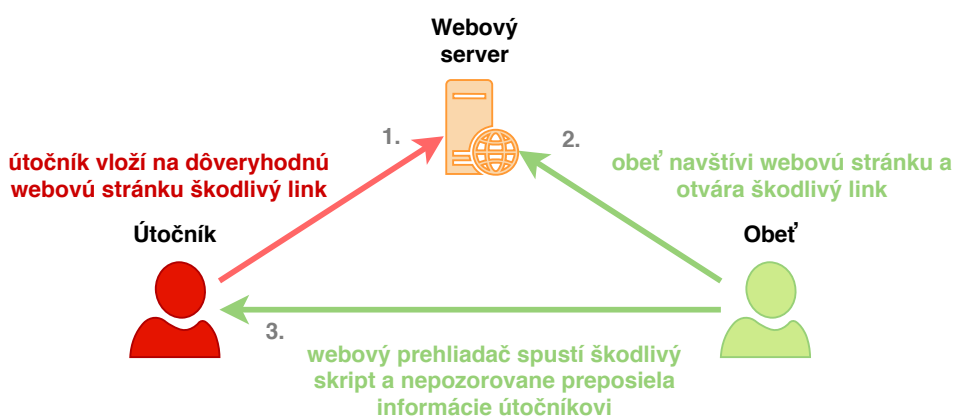 Webový
server
1.
2.
útočník vloží na dôveryhodnú
webovú stránku škodlivý link
obeť navštívi webovú stránku a
otvára škodlivý link
Útočník
Obeť
3.
webový prehliadač spustí škodlivý
skript a nepozorovane preposiela
informácie útočníkovi